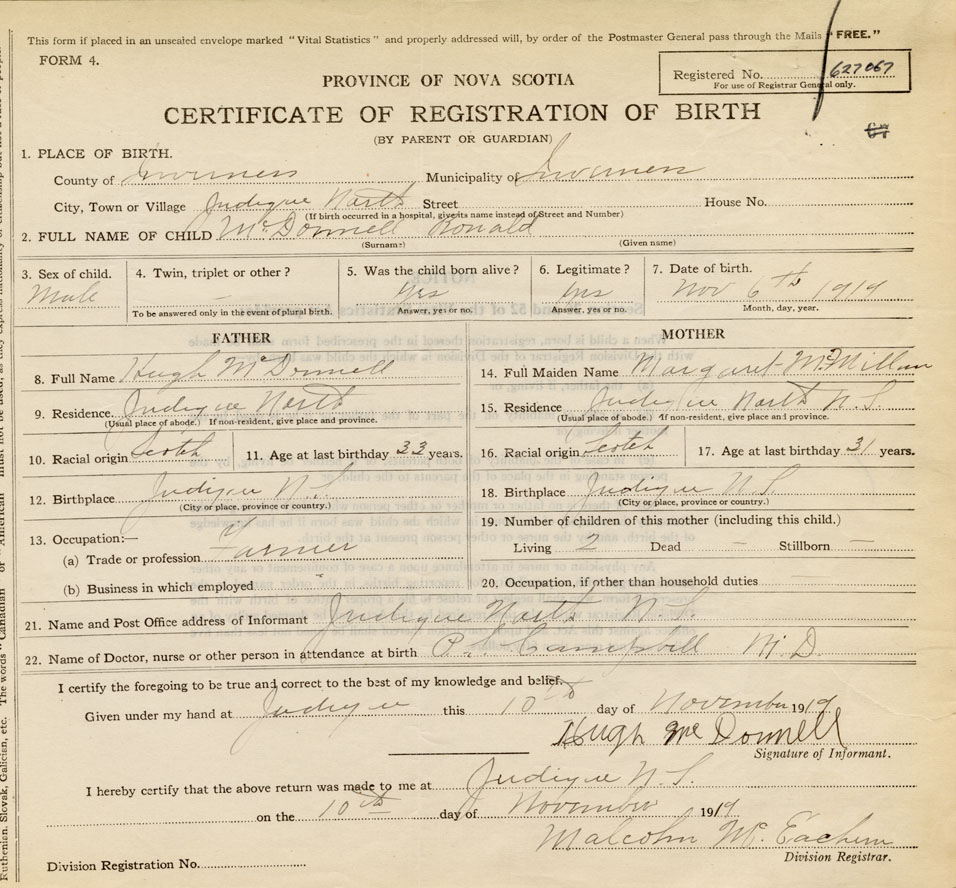 This form if placed in an unsealed envelope marked "Vital Statistics" and properly addressed will, by order of the Postmaster General pass through the Mails "FREE."
FORM 4.
Registered No. 627067
For use of Registrar General only.
PROVINCE OF NOVA SCOTIA
CERTIFICATE OF REGISTRATION OF BIRTH
(BY PARENT OR GUARDIAN)
1. PLACE OF BIRTH.
County of Inverness Municipality of Inverness
City, Town or Village Judique North Street House No.
(If birth occurred in a hospital, give its name instead of Street and Number)
2. FULL NAME OF CHILD McDonnell Ronald
(Surname) (Given name)
3. Sex of child. 4. Twin, triplet or other? 5. Was the child born alive? 6. Legitimate? 7. Date of birth.
Male — yes yes Nov 6th 1919
To be answered only in the event of plural birth. Answer, yes or no. Answer, yes or no. Month, day, year.
FATHER
8. Full Name Hugh McDonnell
9. Residence. Judique North
(Usual place of abode.) If non-resident, give place and province.
10. Racial origin Scotch 11. Age at last birthday 33 years.
12. Birthplace Judique N.S.
(City or place, province or country.)
13. Occupation:—
(a) Trade or profession Farmer
(b) Business in which employed
MOTHER
14. Full Maiden Name Margaret McMillan
15. Residence Judique North N.S.
(Usual place of abode.) If non-resident, give place and province.
16. Racial origin Scotch 17. Age at last birthday 31 years.
18. Birthplace Judique N.S.
(City or place, province or country.)
19. Number of children of this mother (including this child.)
Living 2 Dead — Stillborn —
20. Occupation, if other than household duties
21. Name and Post Office address of Informant Judique North N.S.
22. Name of Doctor, nurse or other person in attendance at birth Campbell M.D.
I certify the foregoing to be true and correct to the best of my knowledge and belief.
Given under my hand at Judique this 10th day of November 1919
Hugh McDonnell
Signature of Informant.
I hereby certify that the above return was made to me at Judique N.S.
on the 10th day of November 1919
Malcolm McEachern
Division Registrar.
Division Registration No.